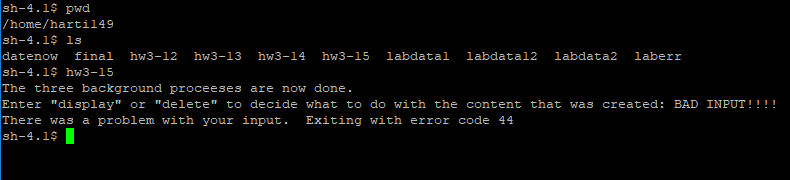 sh-4.1$ pwd
/home/hartil49
sh-4.1$ ls
datenow  final  hw3-12  hw3-13  hw3-14  hw3-15  labdata1  labdata12  labdata2  laberr
sh-4.1$ hw3-15
The three background proceeses are now done.
Enter "display" or "delete" to decide what to do with the content that was created: BAD INPUT!!!!
There was a problem with your input.  Exiting with error code 44
sh-4.1$